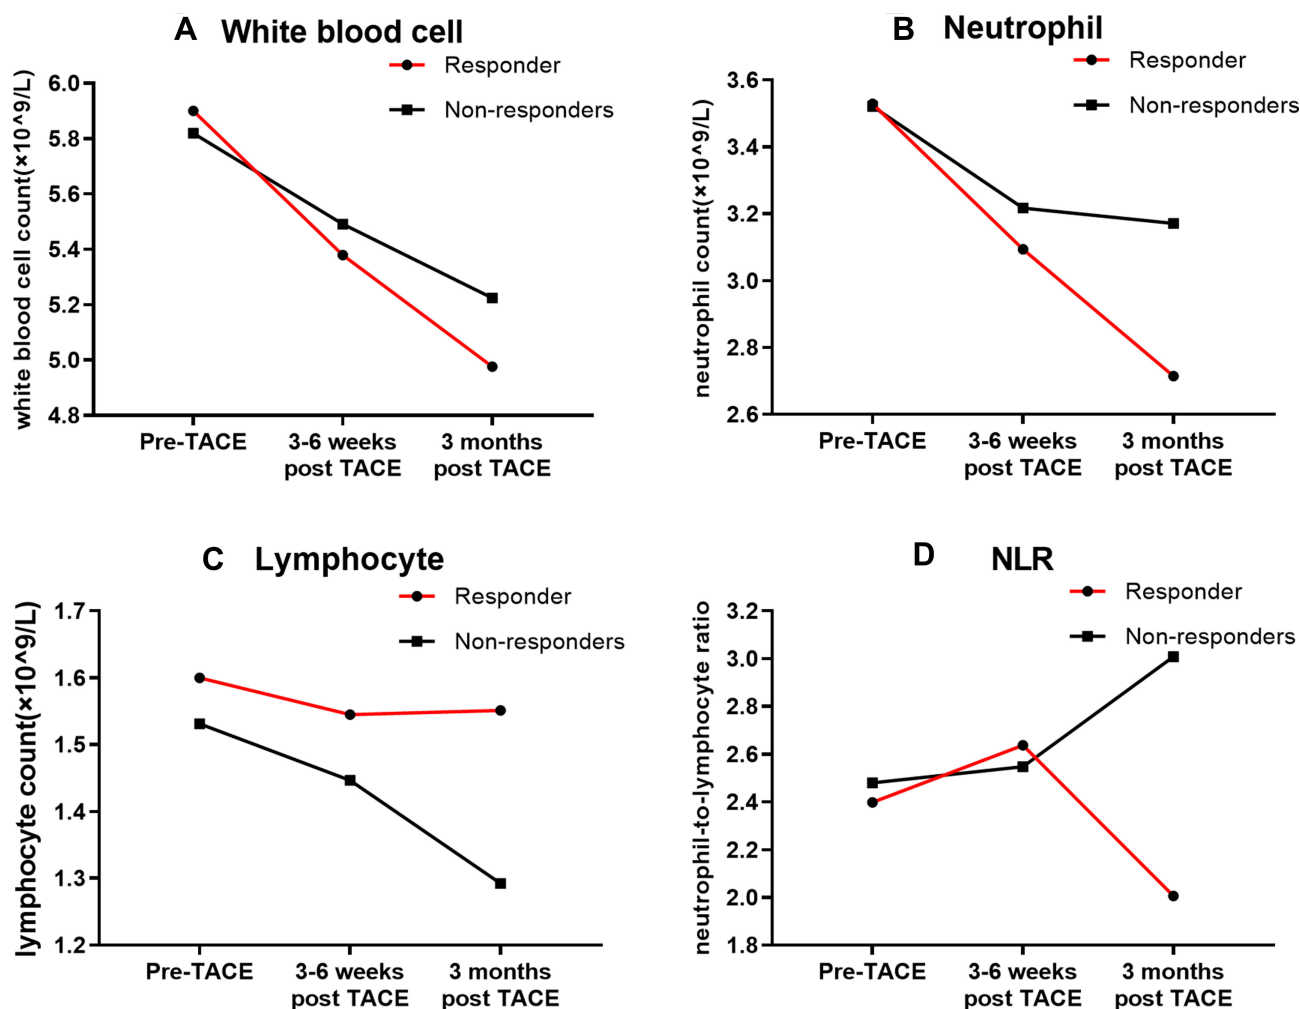 A White blood cell
Responder
Non-responders
white blood cell count(×10^9/L)
6.0
5.8
5.6
5.4
5.2
5.0
4.8
Pre-TACE
3-6 weeks
post TACE
3 months
post TACE
B Neutrophil
Responder
Non-responders
neutrophil count(×10^9/L)
3.6
3.4
3.2
3.0
2.8
2.6
Pre-TACE
3-6 weeks
post TACE
3 months
post TACE
C Lymphocyte
Responder
Non-responders
lymphocyte count(×10^9/L)
1.7
1.6
1.5
1.4
1.3
1.2
Pre-TACE
3-6 weeks
post TACE
3 months
post TACE
D NLR
Responder
Non-responders
neutrophil-to-lymphocyte ratio
3.2
3.0
2.8
2.6
2.4
2.2
2.0
1.8
Pre-TACE
3-6 weeks
post TACE
3 months
post TACE